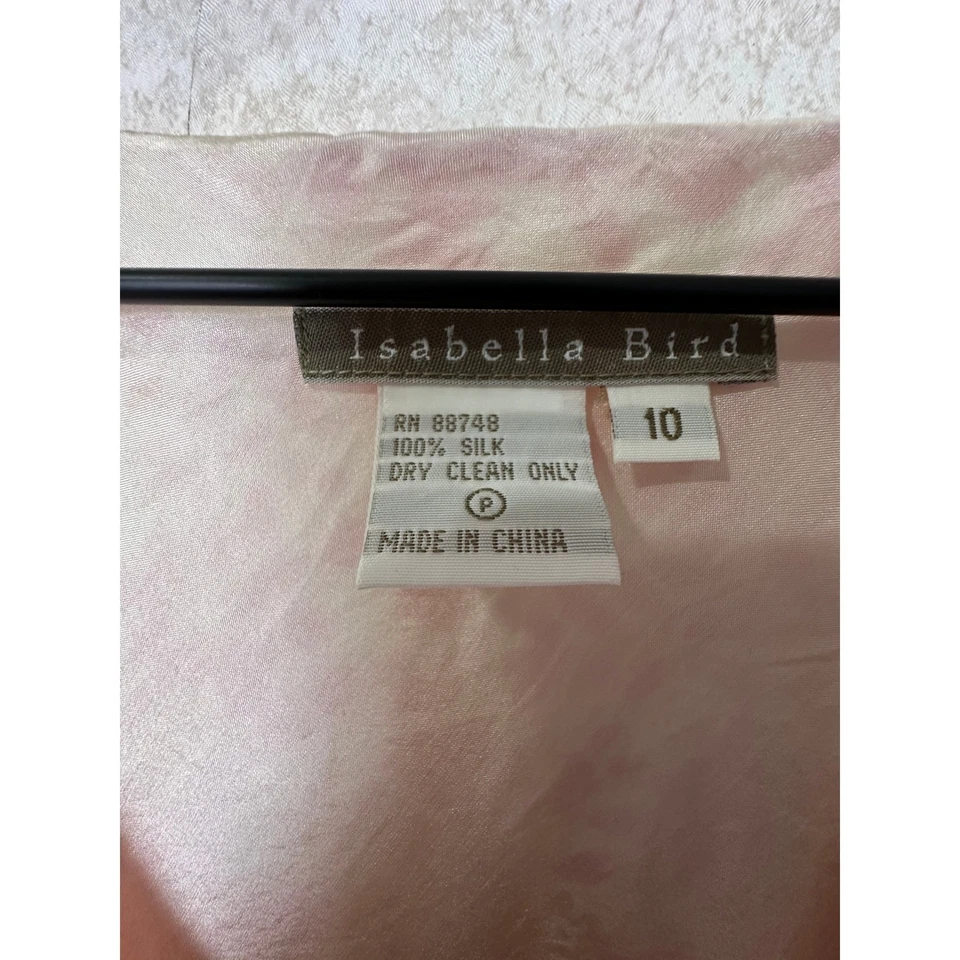 Isabella Bird
10
RN 88748
100% SILK
DRY CLEAN ONLY
P
MADE IN CHINA